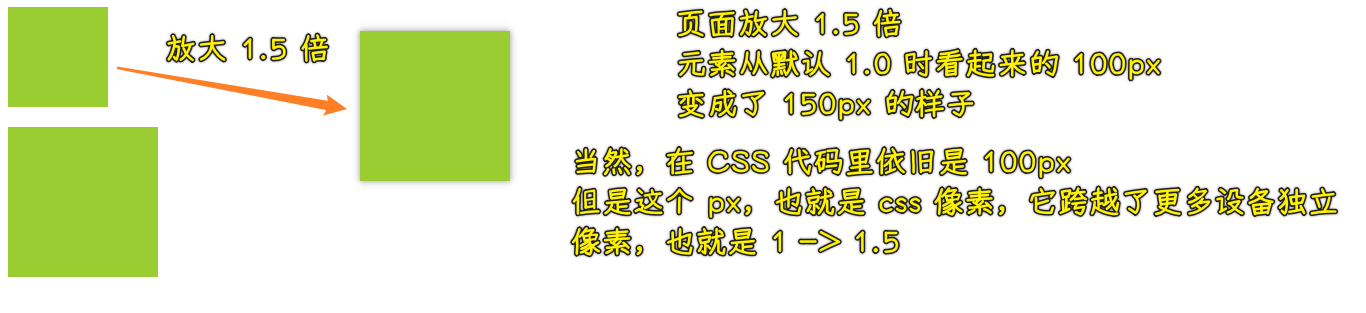 放大 1.5 倍
页面放大 1.5 倍
元素从默认 1.0 时看起来的 100px
变成了 150px 的样子
当然，在 CSS 代码里依旧是 100px
但是这个 px，也就是 css 像素，它跨越了更多设备独立
像素，也就是 1 -> 1.5